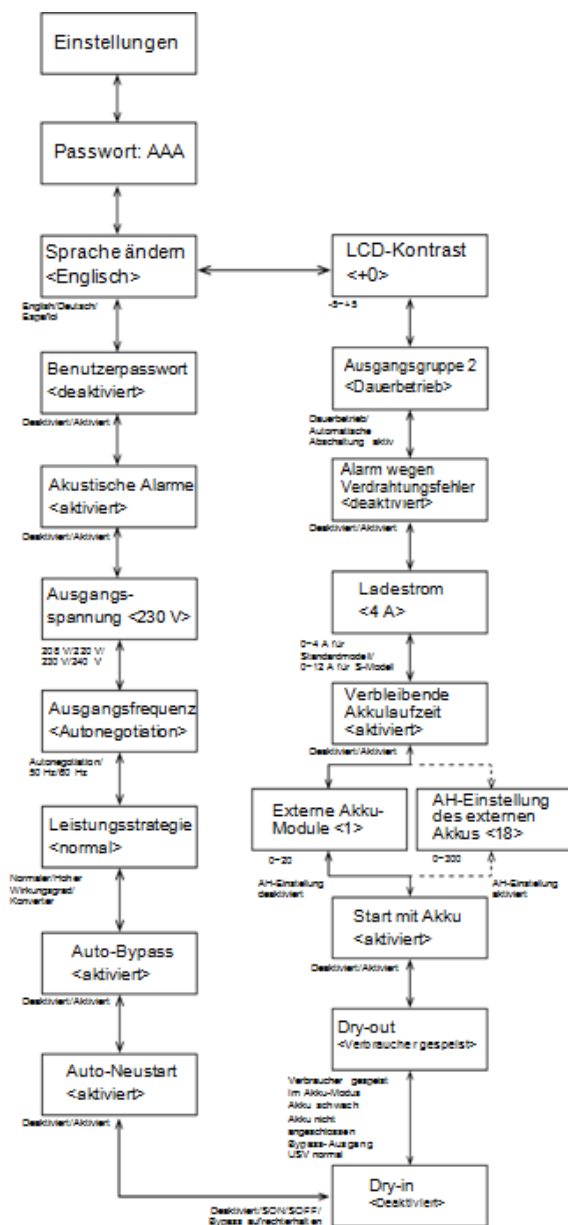 Einstellungen
Passwort: AAA
Sprache ändern
<Englisch>
English/Deutsch/
Español
Benutzerpasswort
<deaktiviert>
Deaktiviert/Aktiviert
Akustische Alarme
<aktiviert>
Deaktiviert/Aktiviert
Ausgangs-
spannung <230 V>
208 V/220 V/
230 V/240 V
Ausgangsfrequenz
<Autonegotiation>
Autonegotiation/
50 Hz/60 Hz
Leistungsstrategie
<normal>
Normaler/Hoher
Wirkungsgrad/
Konverter
Auto-Bypass
<aktiviert>
Deaktiviert/Aktiviert
Auto-Neustart
<aktiviert>
Deaktiviert/Aktiviert
LCD-Kontrast
<+0>
-5~+5
Ausgangsgruppe 2
<Dauerbetrieb>
Dauerbetrieb/
Automatische
Abschaltung aktiv
Alarm wegen
Verdrahtungsfehler
<deaktiviert>
Deaktiviert/Aktiviert
Ladestrom
<4 A>
0~4 A für
Standardmodell/
0~12 A für S-Model
Verbleibende
Akkulaufzeit
<aktiviert>
Deaktiviert/Aktiviert
Externe Akku-
Module <1>
0~20
AH-Einstellung
deaktiviert
AH-Einstellung
des externen
Akkus <18>
0~300
AH-Einstellung
aktiviert
Start mit Akku
<aktiviert>
Deaktiviert/Aktiviert
Dry-out
<Verbraucher gespeist>
Verbraucher gespeist
Im Akku-Modus
Akku schwach
Akku nicht
angeschlossen
Bypass-Ausgang
USV normal
Dry-in
<Deaktiviert>
Deaktiviert/SON/SOFF/
Bypass aufrechterhalten